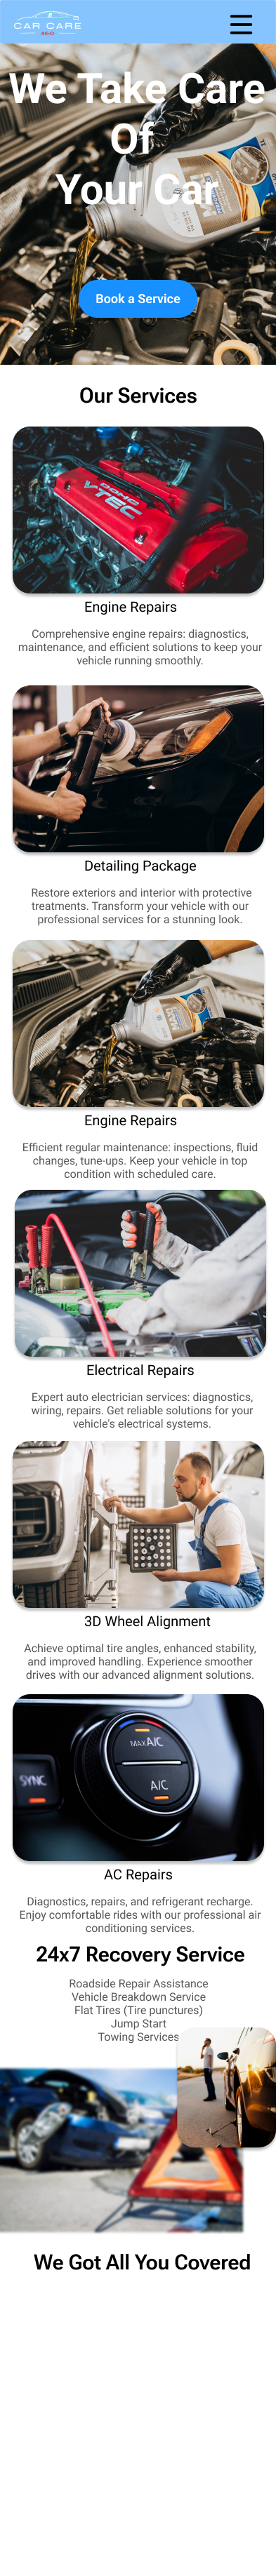 CAR CARE
360
We Take Care
Of
Your Car
Book a Service
Our Services
DOHC
TEC
Engine Repairs
Comprehensive engine repairs: diagnostics,
maintenance, and efficient solutions to keep your
vehicle running smoothly.
Detailing Package
Restore exteriors and interior with protective
treatments. Transform your vehicle with our
professional services for a stunning look.
Engine Repairs
Efficient regular maintenance: inspections, fluid
changes, tune-ups. Keep your vehicle in top
condition with scheduled care.
Electrical Repairs
Expert auto electrician services: diagnostics,
wiring, repairs. Get reliable solutions for your
vehicle's electrical systems.
3D Wheel Alignment
Achieve optimal tire angles, enhanced stability,
and improved handling. Experience smoother
drives with our advanced alignment solutions.
MAX A/C
SYNC
A/C
AC Repairs
Diagnostics, repairs, and refrigerant recharge.
Enjoy comfortable rides with our professional air
conditioning services.
24x7 Recovery Service
Roadside Repair Assistance
Vehicle Breakdown Service
Flat Tires (Tire punctures)
Jump Start
Towing Services
We Got All You Covered